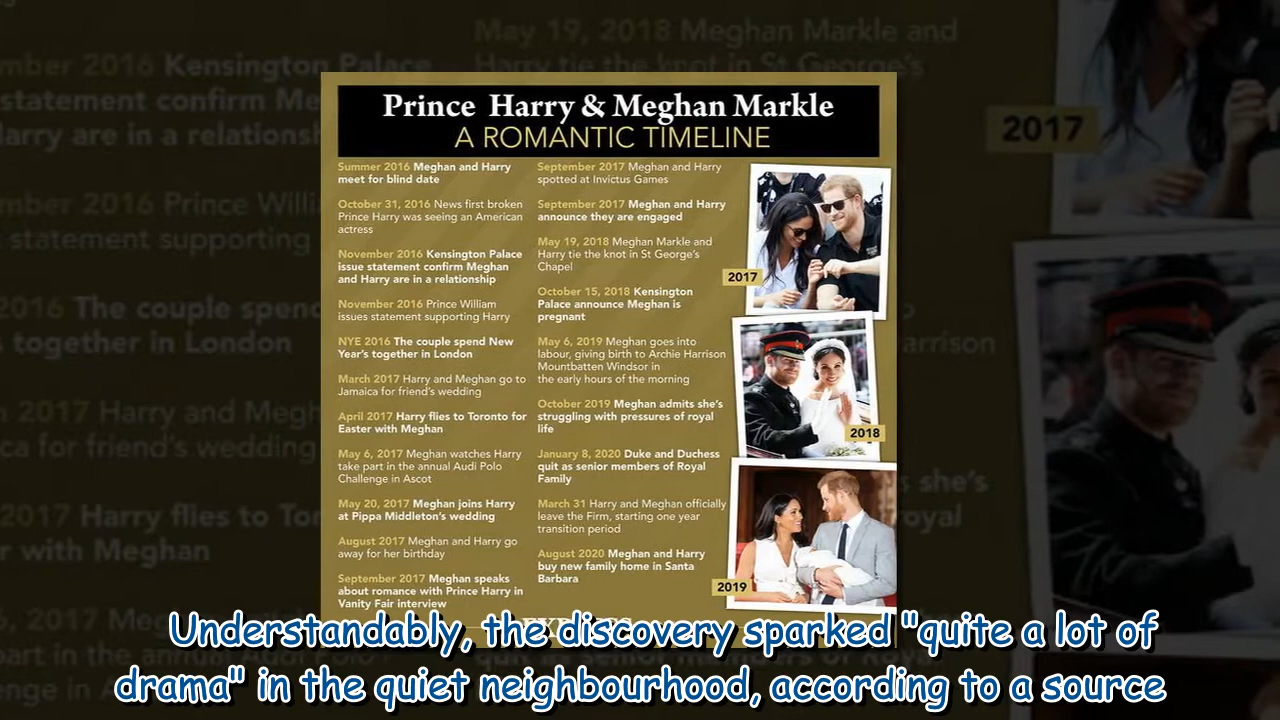 Prince Harry & Meghan Markle
A ROMANTIC TIMELINE
Summer 2016 Meghan and Harry
meet for blind date
October 31, 2016 News first broken
Prince Harry was seeing an American
actress
November 2016 Kensington Palace
issue statement confirm Meghan
and Harry are in a relationship
November 2016 Prince William
issues statement supporting Harry
NYE 2016 The couple spend New
Year's together in London
March 2017 Harry and Meghan go to
Jamaica for friend's wedding
April 2017 Harry flies to Toronto for
Easter with Meghan
May 6, 2017 Meghan watches Harry
take part in the annual Audi Polo
Challenge in Ascot
May 20, 2017 Meghan joins Harry
at Pippa Middleton's wedding
August 2017 Meghan and Harry go
away for her birthday
September 2017 Meghan speaks
about romance with Prince Harry in
Vanity Fair interview
September 2017 Meghan and Harry
spotted at Invictus Games
September 2017 Meghan and Harry
announce they are engaged
May 19, 2018 Meghan Markle and
Harry tie the knot in St George's
Chapel
October 15, 2018 Kensington
Palace announce Meghan is
pregnant
May 6, 2019 Meghan goes into
labour, giving birth to Archie Harrison
Mountbatten Windsor in
the early hours of the morning
October 2019 Meghan admits she's
struggling with pressures of royal
life
January 8, 2020 Duke and Duchess
quit as senior members of Royal
Family
March 31 Harry and Meghan officially
leave the Firm, starting one year
transition period
August 2020 Meghan and Harry
buy new family home in Santa
Barbara
2017
2018
2019
Understandably, the discovery sparked "quite a lot of
drama" in the quiet neighbourhood, according to a source